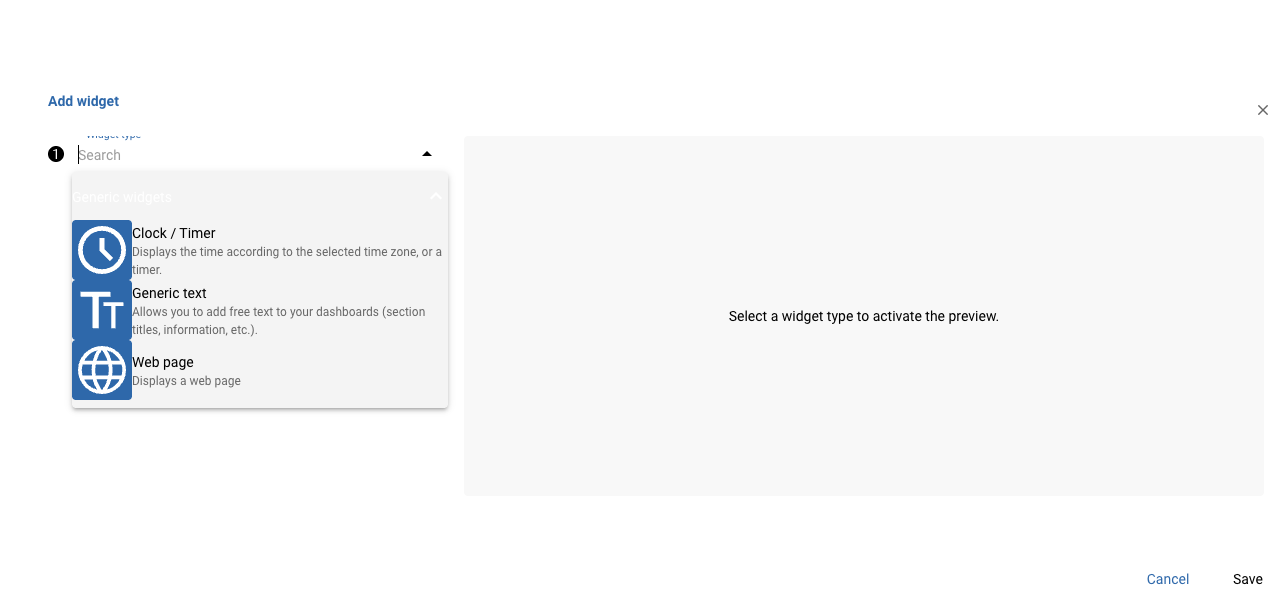 Add widget
Widget type
1
Search
Generic widgets
Clock / Timer
Displays the time according to the selected time zone, or a
timer.
Generic text
Allows you to add free text to your dashboards (section
titles, information, etc.).
Web page
Displays a web page
Select a widget type to activate the preview.
Cancel
Save